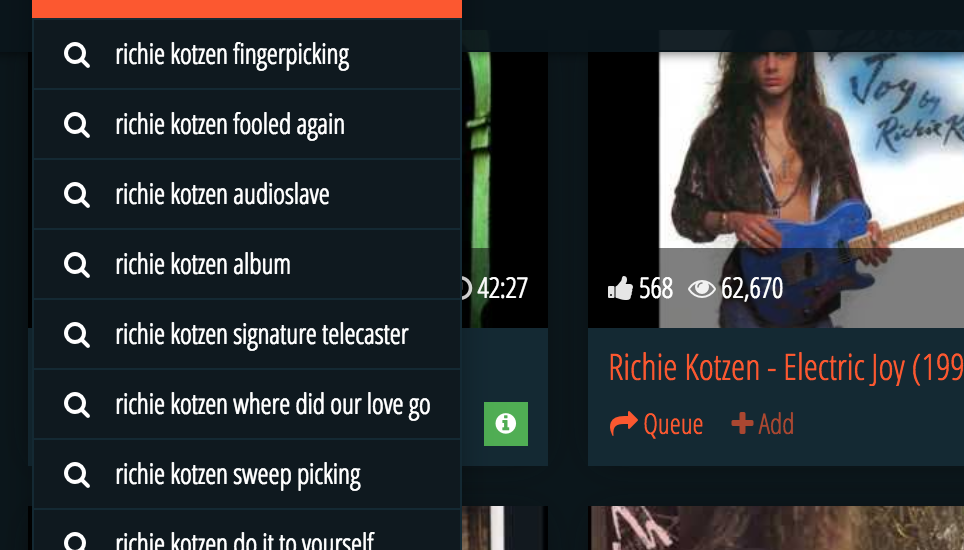 richie kotzen fingerpicking
richie kotzen fooled again
richie kotzen audioslave
richie kotzen album
richie kotzen signature telecaster
richie kotzen where did our love go
richie kotzen sweep picking
richie kotzen do it to yourself
42:27
Joy by
Richie K
568 62,670
Richie Kotzen - Electric Joy (199
Queue Add